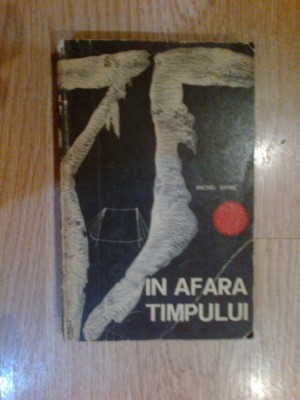 MICHEL SIFFRE
IN AFARA
TIMPULUI